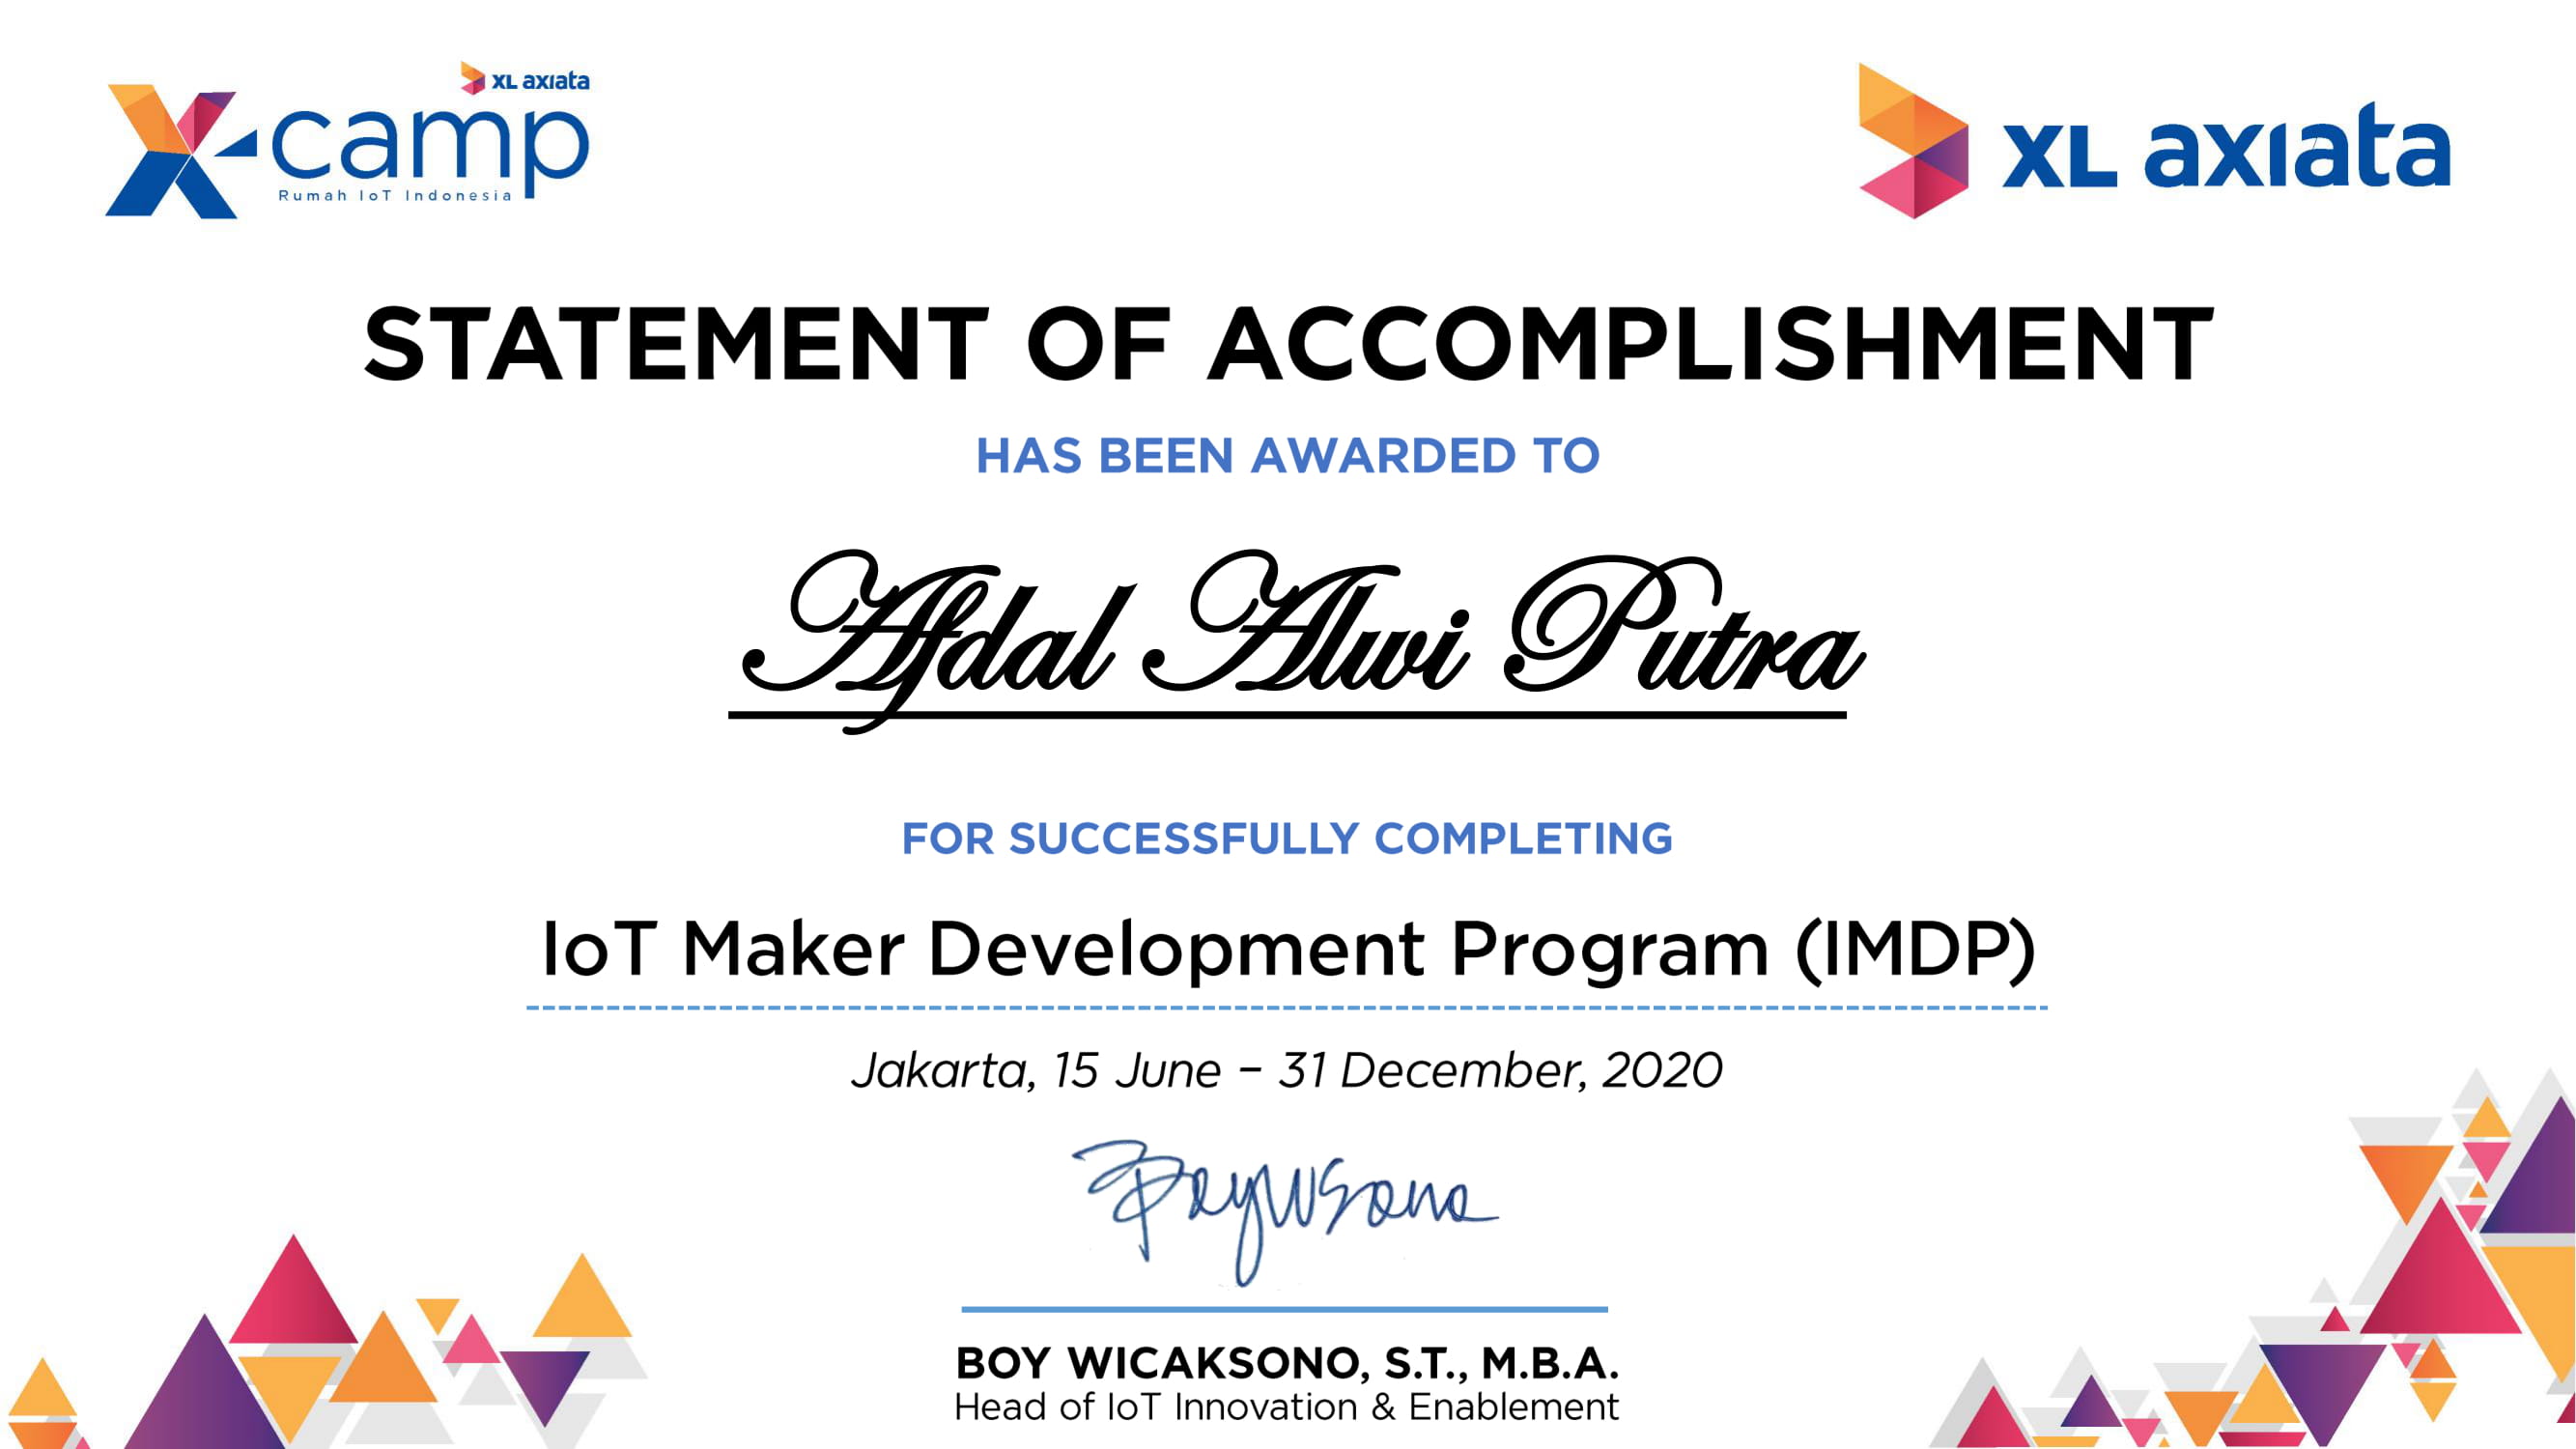 XL axiata
X-camp
Rumah IoT Indonesia
XL axiata
STATEMENT OF ACCOMPLISHMENT
HAS BEEN AWARDED TO
Afdal Alwi Putra
FOR SUCCESSFULLY COMPLETING
IoT Maker Development Program (IMDP)
Jakarta, 15 June – 31 December, 2020
BOY WICAKSONO, S.T., M.B.A.
Head of IoT Innovation & Enablement